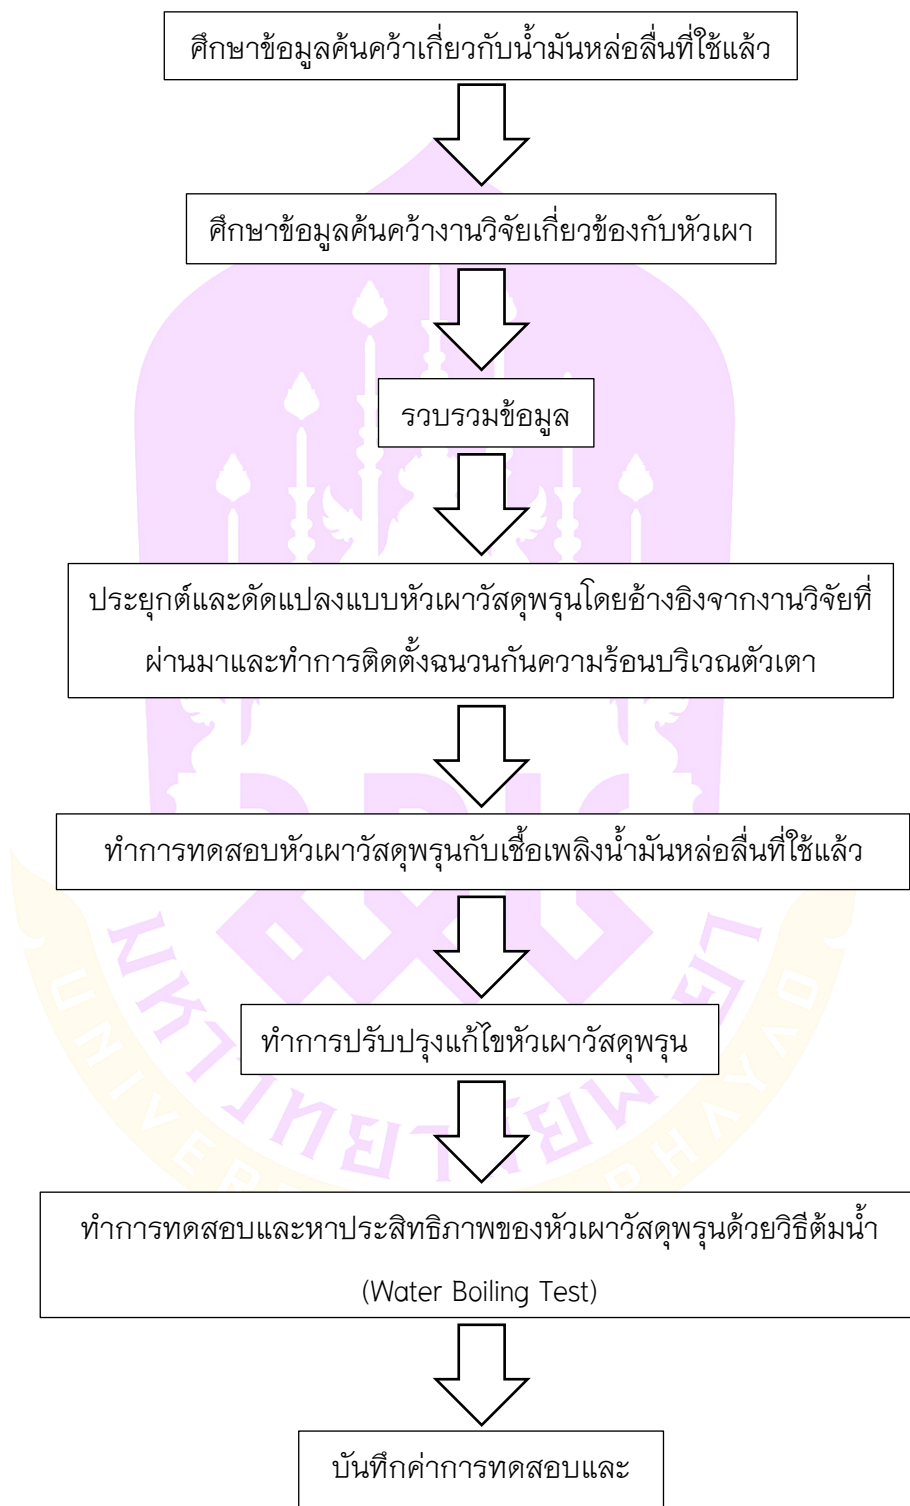 ศึกษาข้อมูลค้นคว้าเกี่ยวกับน้ำมันหล่อลื่นที่ใช้แล้ว
ศึกษาข้อมูลค้นคว้างานวิจัยเกี่ยวข้องกับหัวเผา
รวบรวมข้อมูล
ประยุกต์และดัดแปลงแบบหัวเผาวัสดุพรุนโดยอ้างอิงจากงานวิจัยที่
ผ่านมาและทำการติดตั้งฉนวนกันความร้อนบริเวณตัวเตา
ทำการทดสอบหัวเผาวัสดุพรุนกับเชื้อเพลิงน้ำมันหล่อลื่นที่ใช้แล้ว
ทำการปรับปรุงแก้ไขหัวเผาวัสดุพรุน
ทำการทดสอบและหาประสิทธิภาพของหัวเผาวัสดุพรุนด้วยวิธีต้มน้ำ
(Water Boiling Test)
บันทึกค่าการทดสอบและ